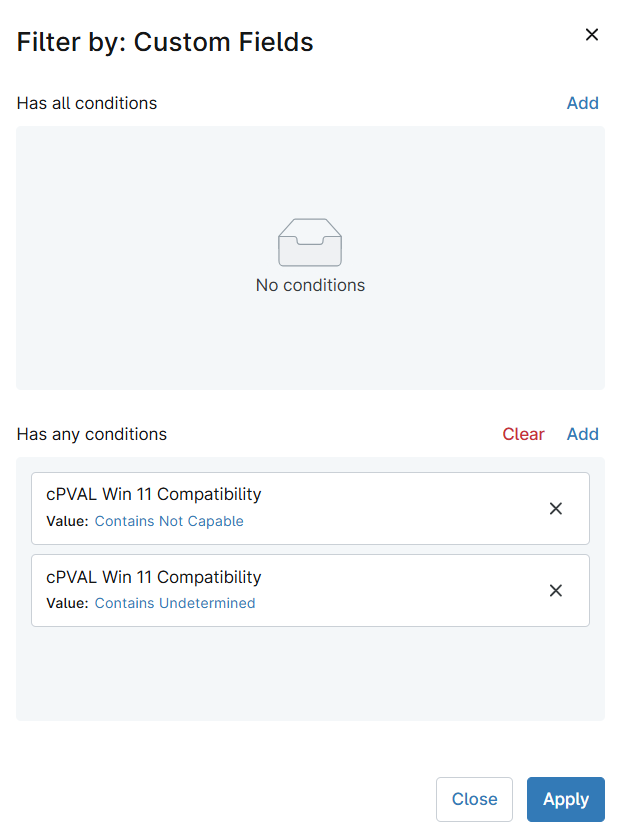 Filter by: Custom Fields
Has all conditions Add
No conditions
Has any conditions Clear Add
cPVAL Win 11 Compatibility
Value: Contains Not Capable
cPVAL Win 11 Compatibility
Value: Contains Undetermined
Close Apply